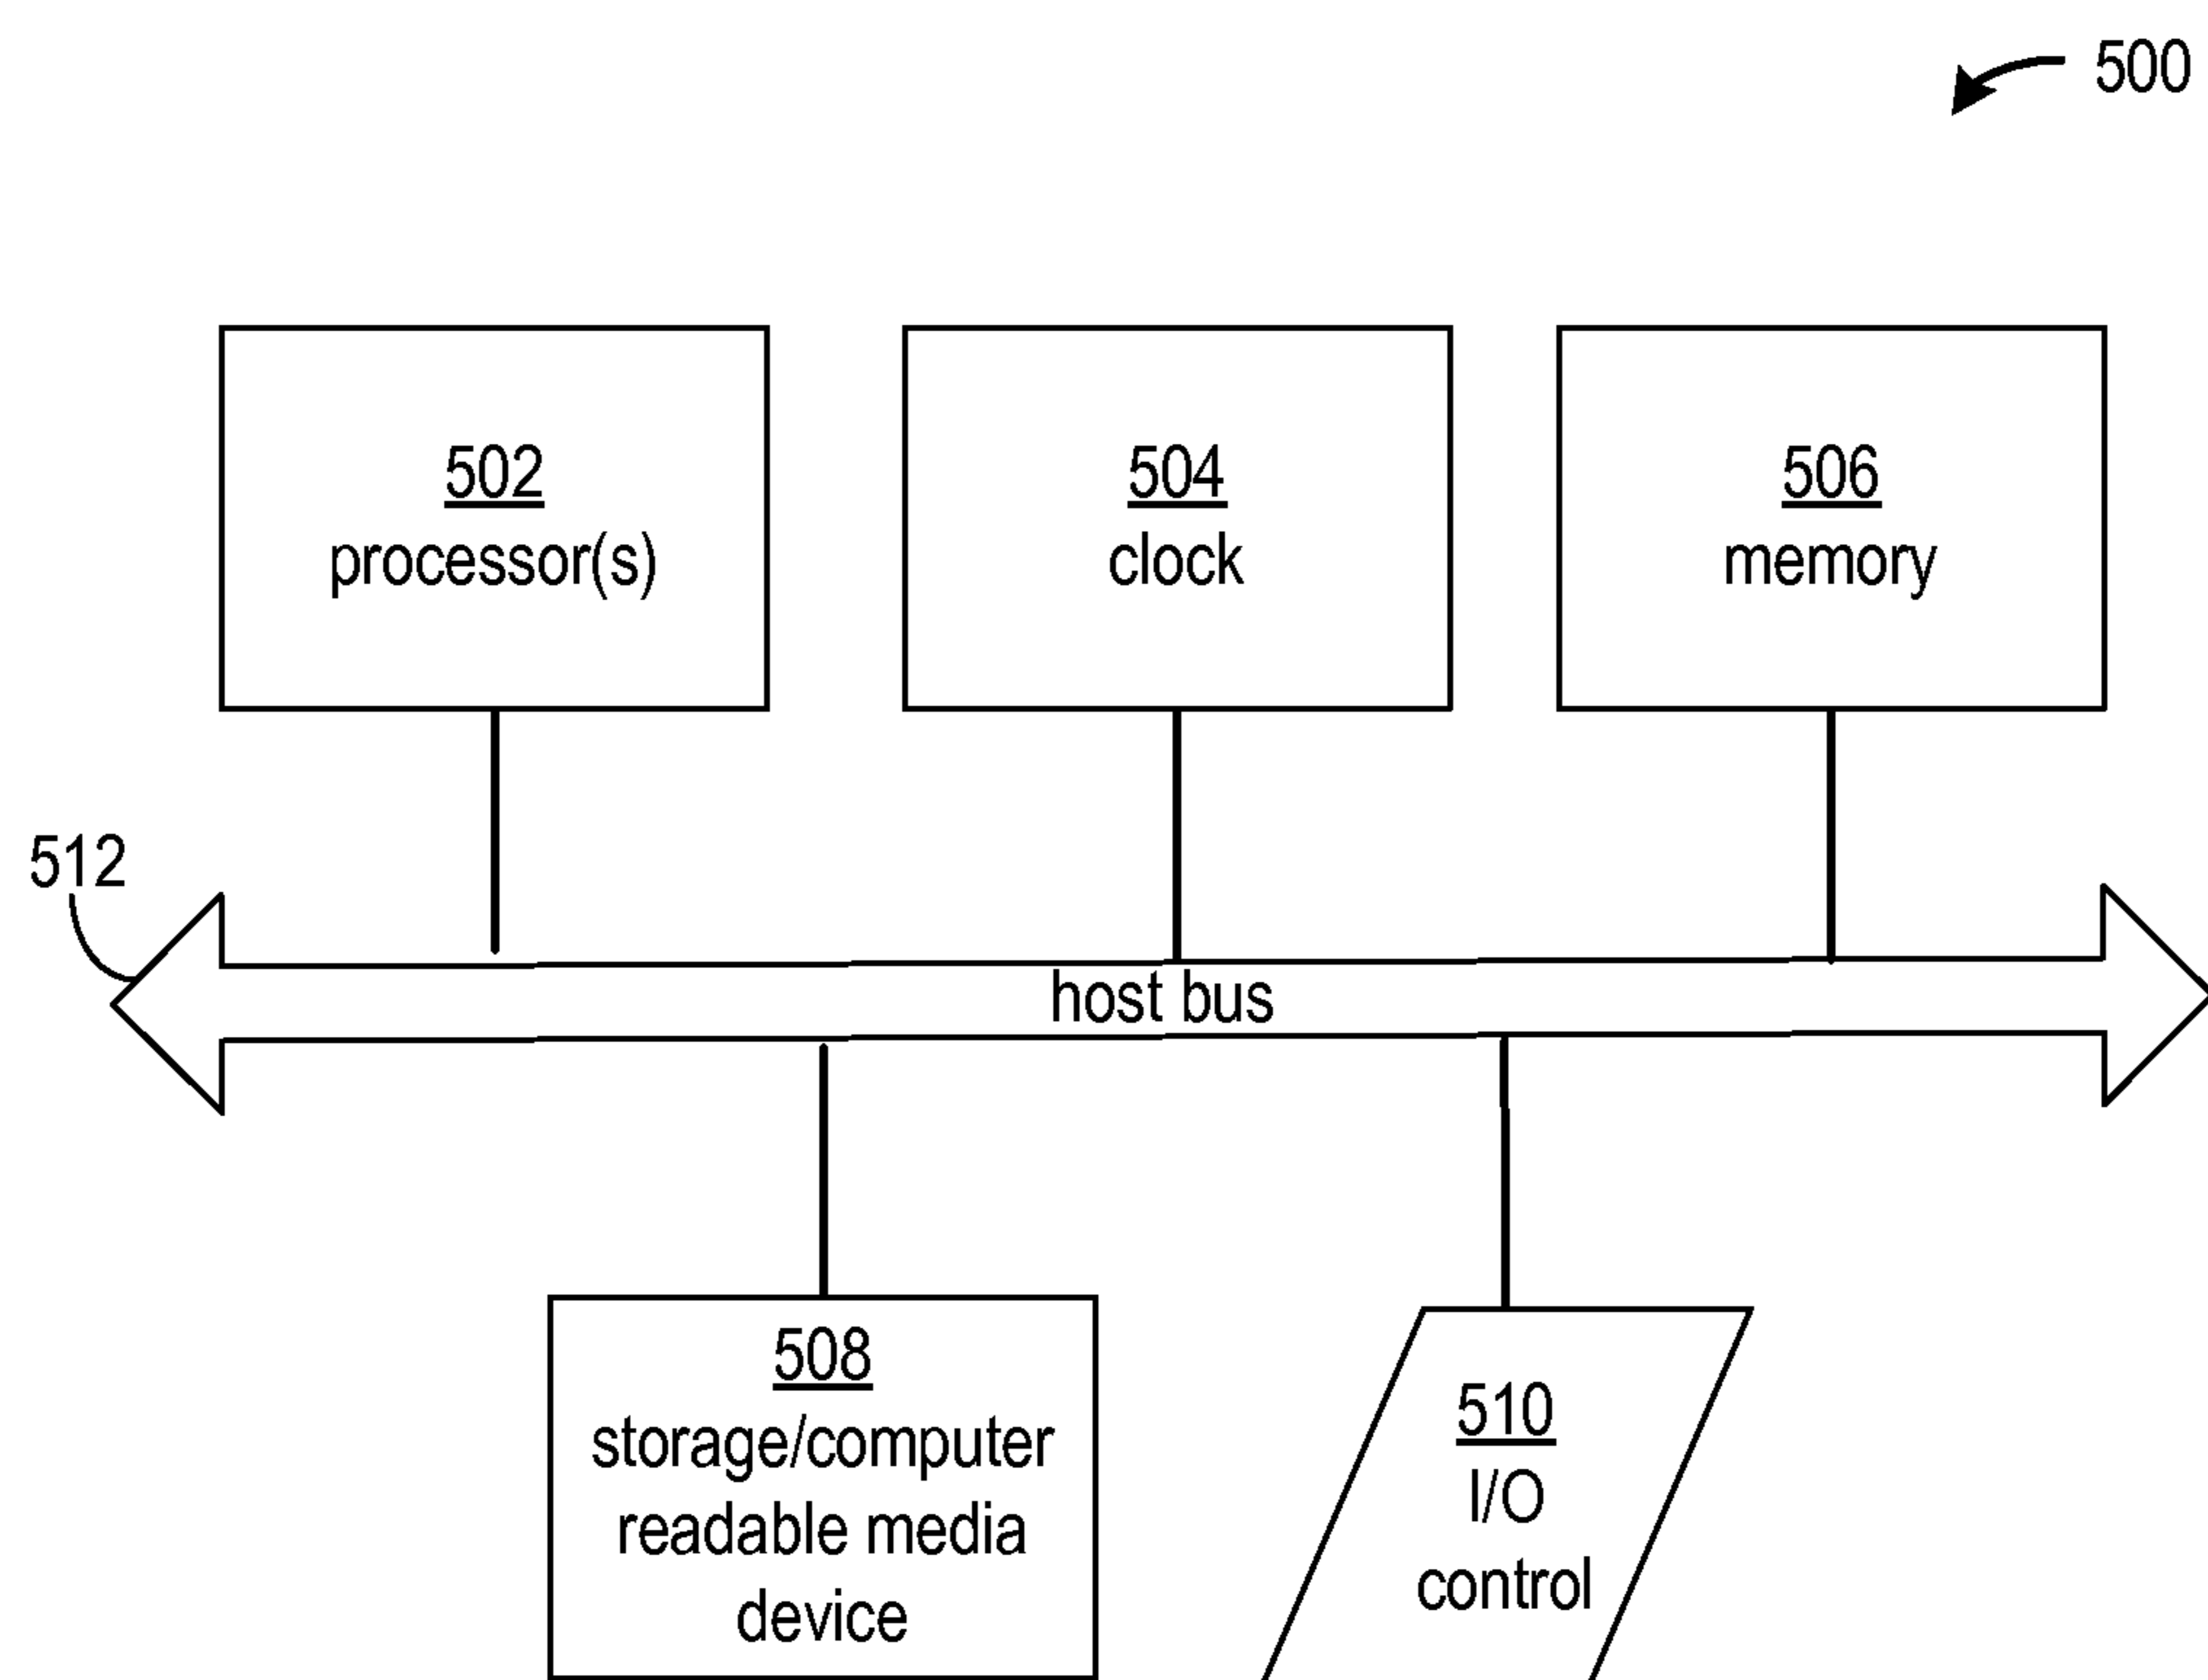 500
502
processor(s)
504
clock
506
memory
512
host bus
508
storage/computer
readable media
device
510
I/O
control